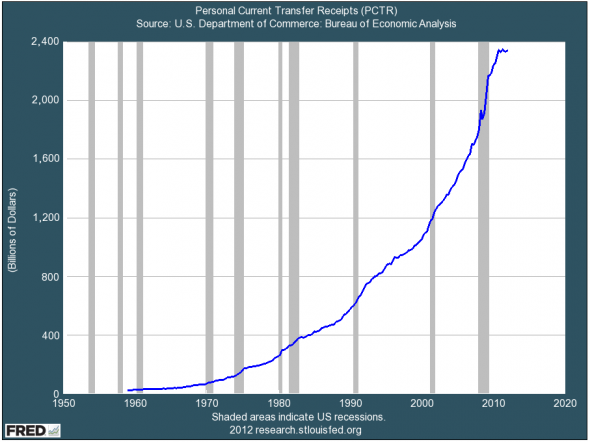 Personal Current Transfer Receipts (PCTR)
Source: U.S. Department of Commerce: Bureau of Economic Analysis
2,400
2,000
1,600
1,200
800
400
0
(Billions of Dollars)
1950 1960 1970 1980 1990 2000 2010 2020
Shaded areas indicate US recessions.
FRED 2012 research.stlouisfed.org